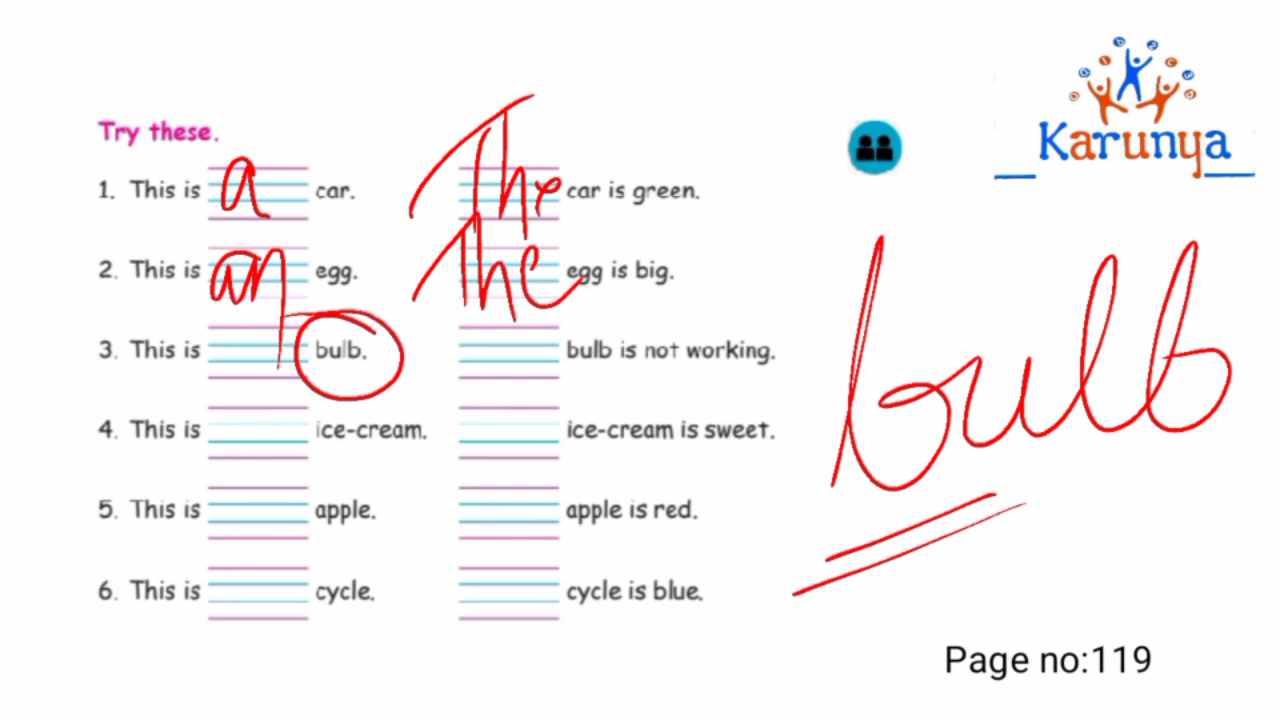 Karunya
Try these.
1. This is a car. The car is green.
2. This is an egg. The egg is big.
3. This is bulb. bulb is not working.
4. This is ice-cream. ice-cream is sweet.
5. This is apple. apple is red.
6. This is cycle. cycle is blue.
bulb
Page no:119